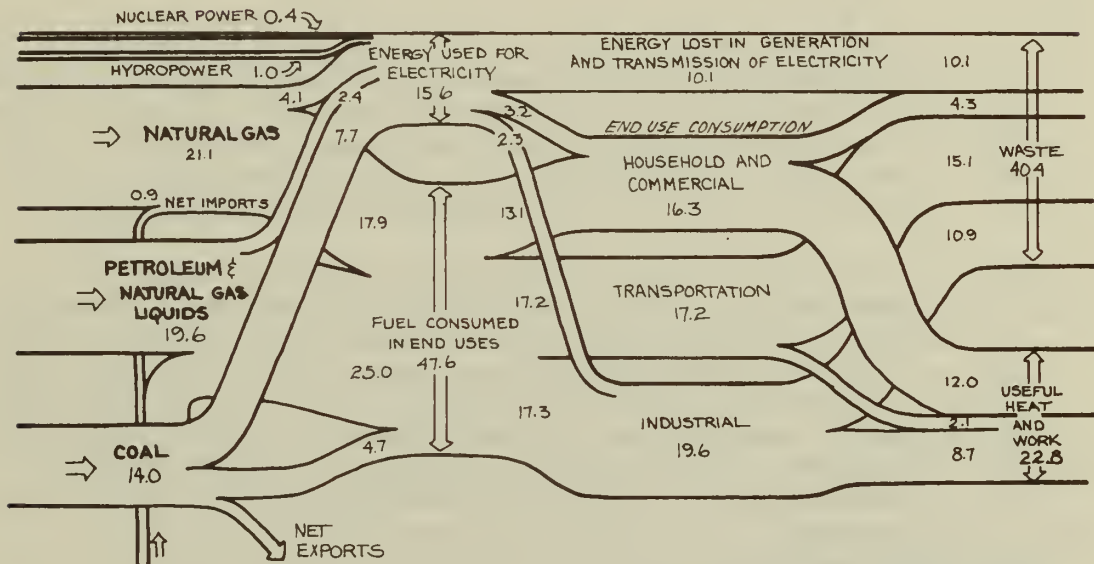 NUCLEAR POWER 0.4
HYDROPOWER 1.0
ENERGY USED FOR
ELECTRICITY
15.6
ENERGY LOST IN GENERATION
AND TRANSMISSION OF ELECTRICITY
10.1
10.1
4.1
2.4
7.7
3.2
2.3
4.3
NATURAL GAS
21.1
END USE CONSUMPTION
HOUSEHOLD AND
COMMERCIAL
16.3
15.1
WASTE
40.4
0.9
NET IMPORTS
17.9
13.1
10.9
PETROLEUM &
NATURAL GAS
LIQUIDS
19.6
TRANSPORTATION
17.2
17.2
FUEL CONSUMED
IN END USES
47.6
25.0
17.3
12.0
USEFUL
HEAT
AND
WORK
22.8
INDUSTRIAL
19.6
2.1
8.7
COAL
14.0
4.7
NET
EXPORTS